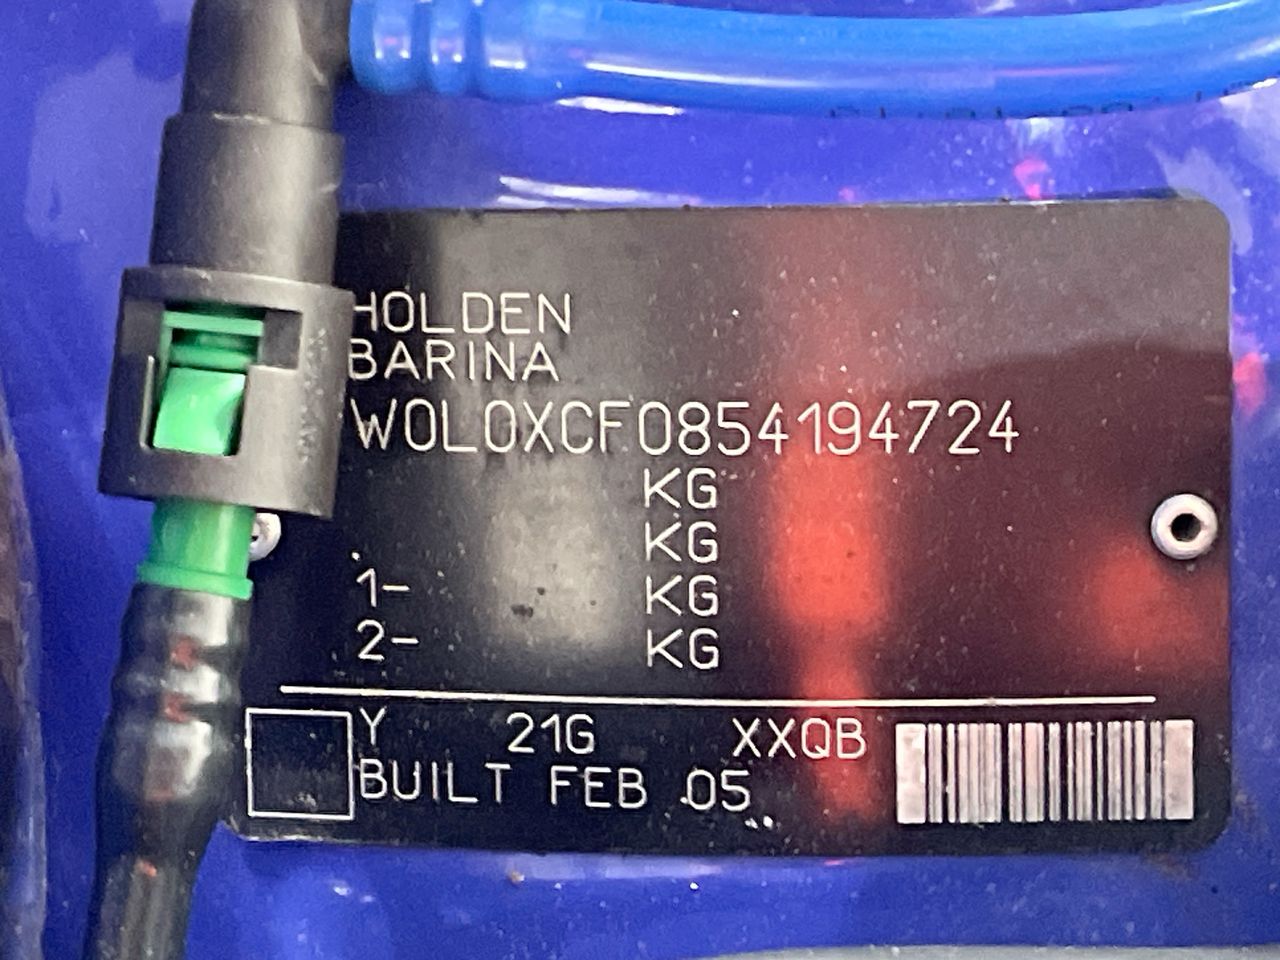 HOLDEN
BARINA
W0L0XCF0854194724
KG
KG
1- KG
2- KG
Y 21G XXQB
BUILT FEB .05